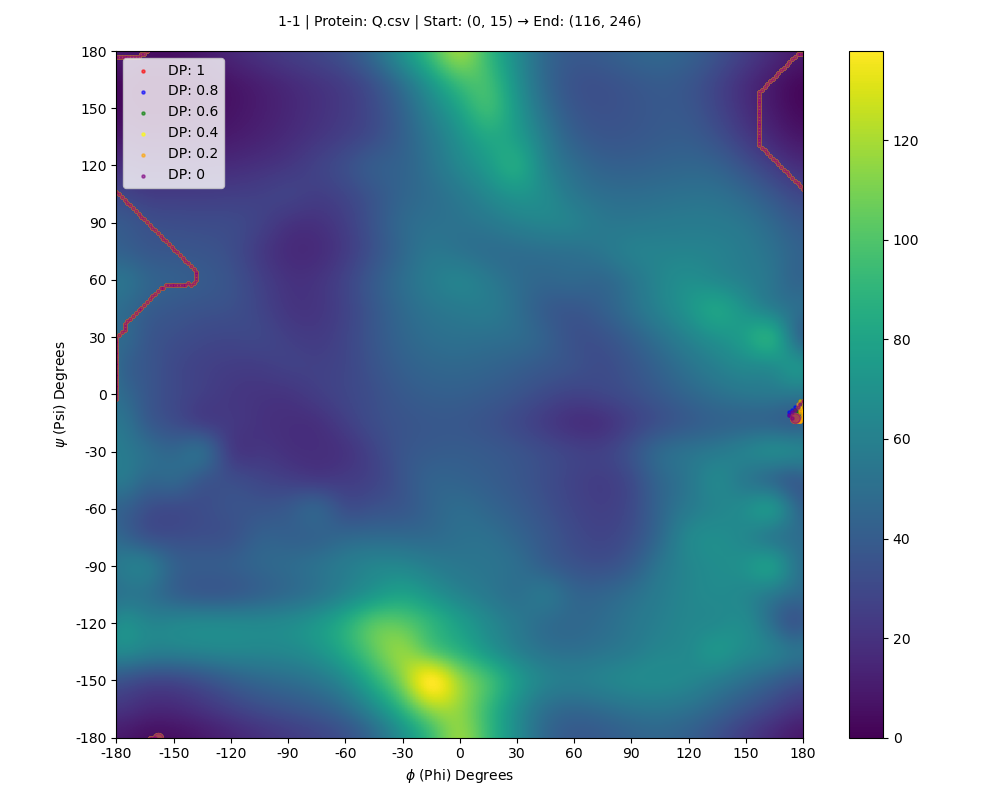 1-1 | Protein: Q.csv | Start: (0, 15) → End: (116, 246)
DP: 1
DP: 0.8
DP: 0.6
DP: 0.4
DP: 0.2
DP: 0
180
150
120
90
60
30
0
-30
-60
-90
-120
-150
-180
ψ (Psi) Degrees
-180 -150 -120 -90 -60 -30 0 30 60 90 120 150 180
ϕ (Phi) Degrees
120
100
80
60
40
20
0